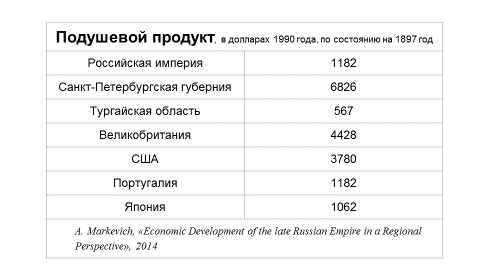 Подушевой продукт, в долларах 1990 года, по состоянию на 1897 год
Российская империя 1182
Санкт-Петербургская губерния 6826
Тургайская область 567
Великобритания 4428
США 3780
Португалия 1182
Япония 1062
A. Markevich, «Economic Development of the late Russian Empire in a Regional
Perspective», 2014